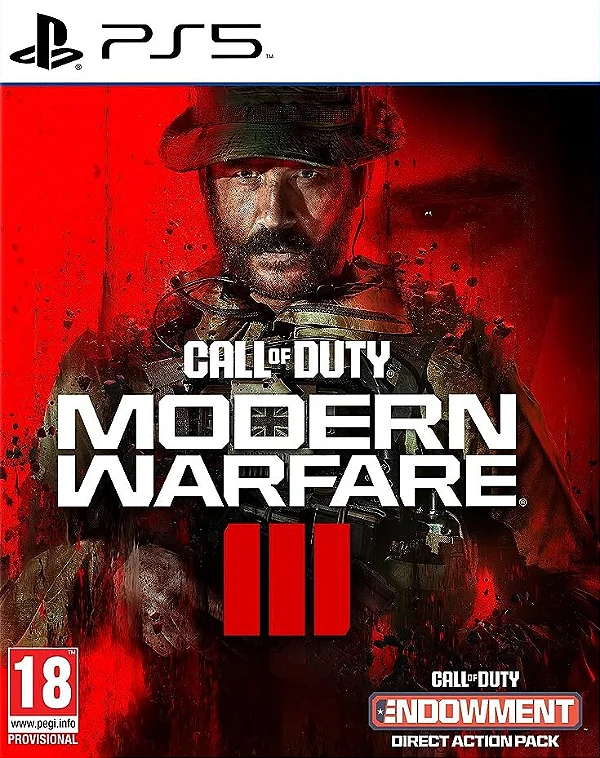 PS5
CALL OF DUTY
MODERN
WARFARE
III
18
www.pegi.info
PROVISIONAL
CALL OF DUTY
ENDOWMENT
DIRECT ACTION PACK